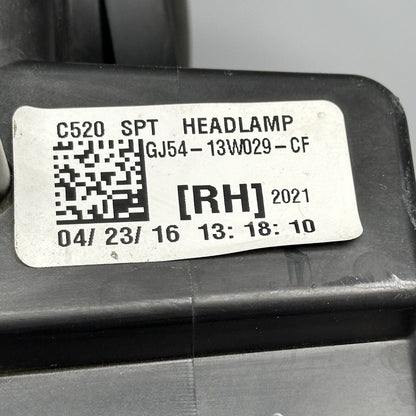 C520 SPT HEADLAMP
GJ54-13W029-CF
[RH] 2021
04/ 23/ 16 13: 18: 10